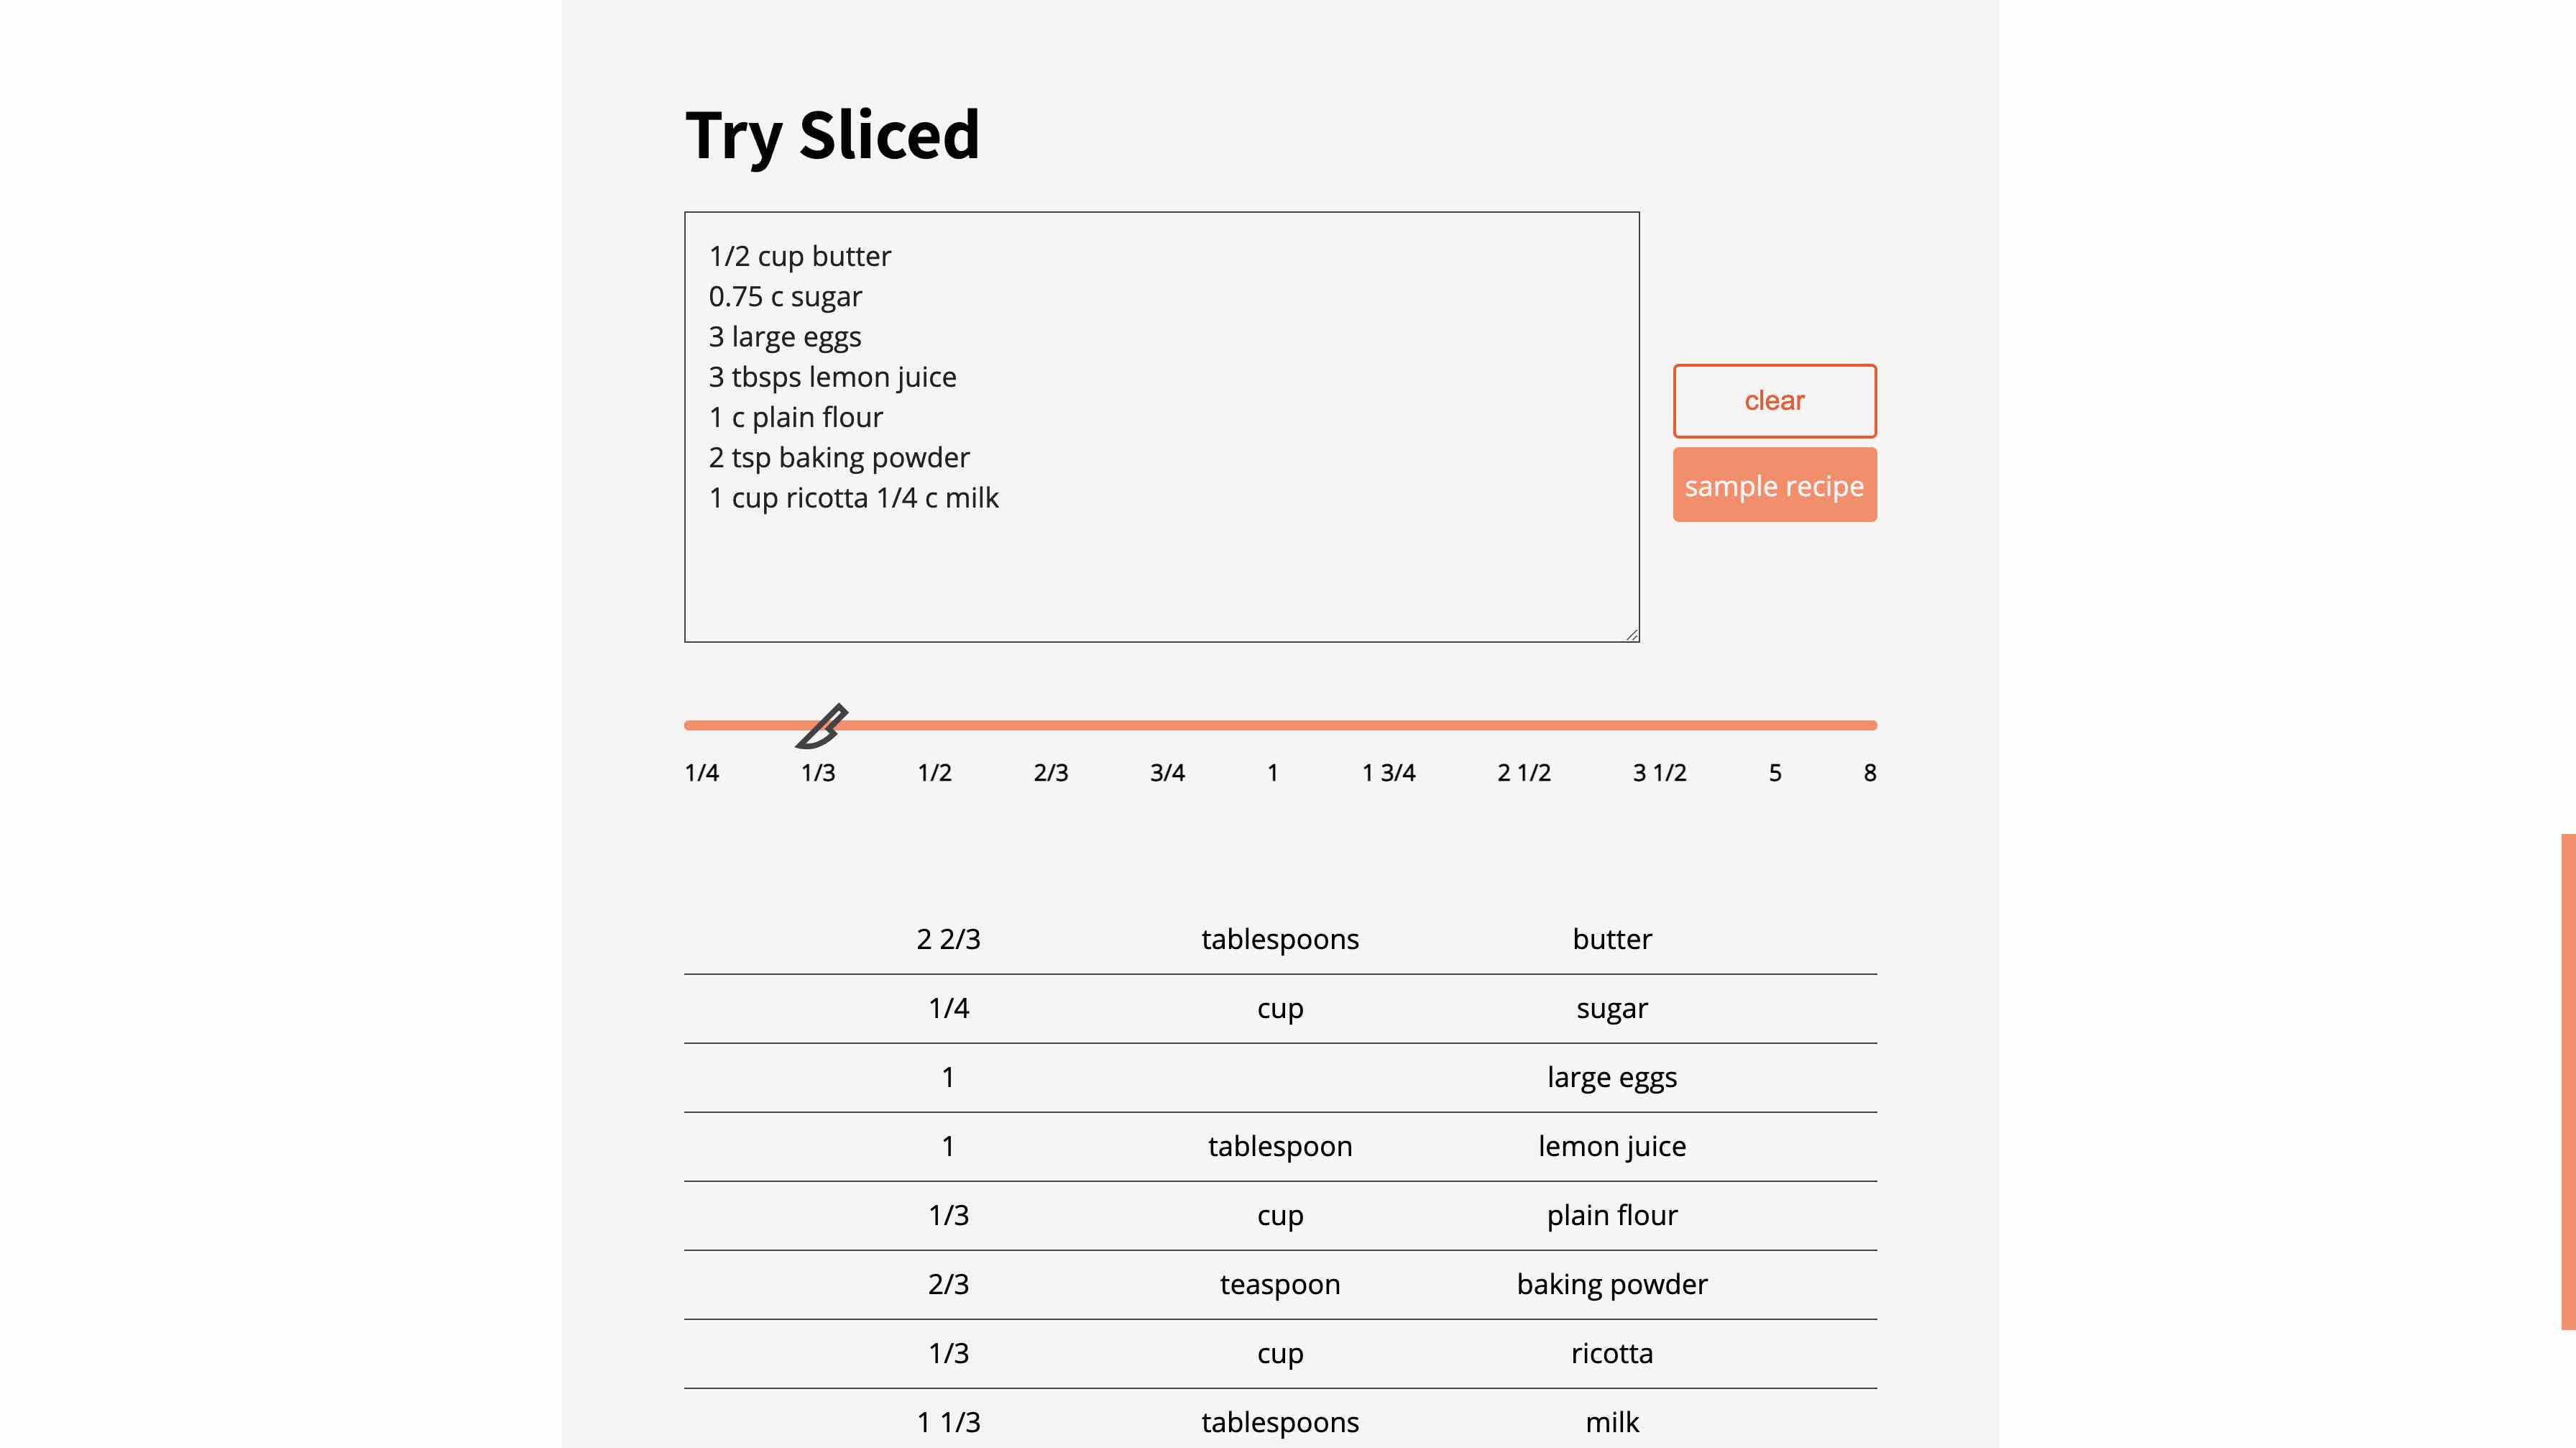 Try Sliced
1/2 cup butter
0.75 c sugar
3 large eggs
3 tbsps lemon juice
1 c plain flour
2 tsp baking powder
1 cup ricotta 1/4 c milk
clear
sample recipe
1/4 1/3 1/2 2/3 3/4 1 1 3/4 2 1/2 3 1/2 5 8
2 2/3 tablespoons butter
1/4 cup sugar
1 large eggs
1 tablespoon lemon juice
1/3 cup plain flour
2/3 teaspoon baking powder
1/3 cup ricotta
1 1/3 tablespoons milk